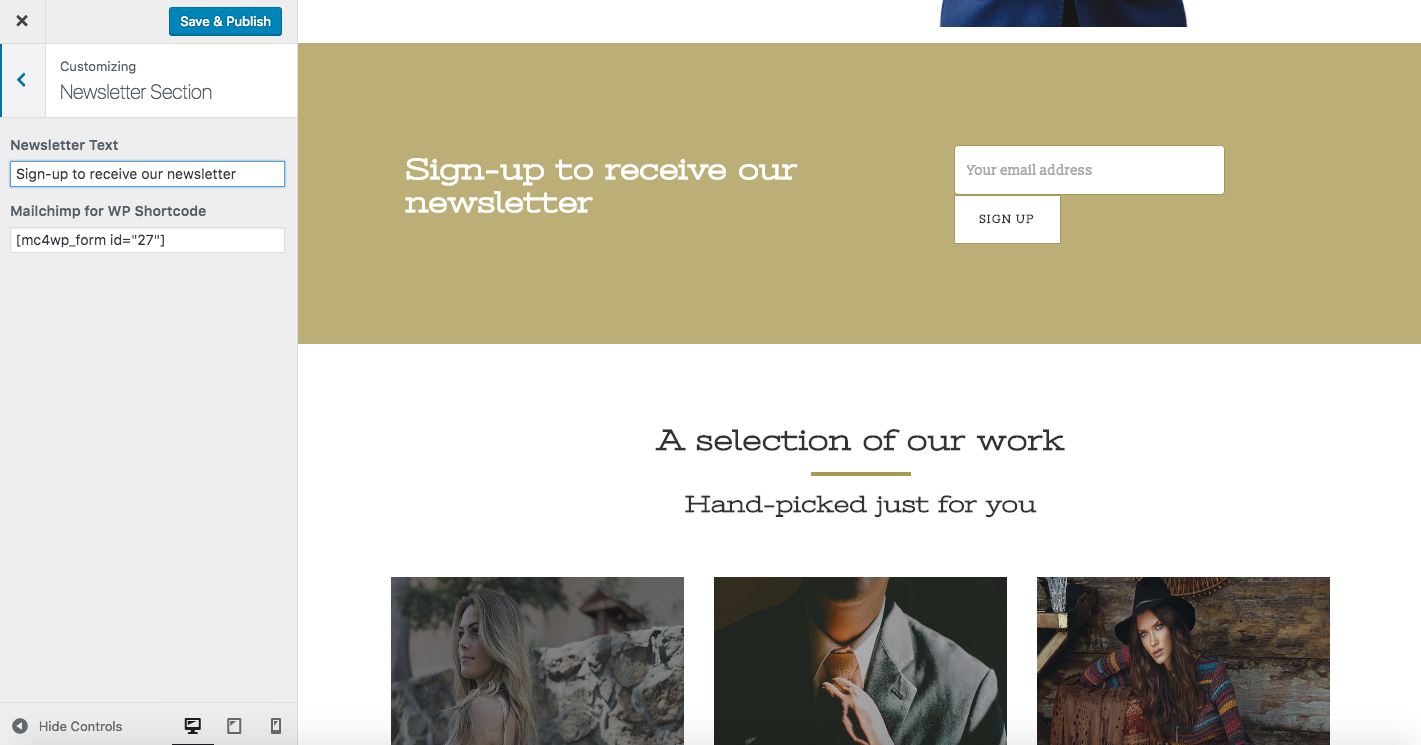 Save & Publish
Customizing
Newsletter Section
Newsletter Text
Sign-up to receive our newsletter
Mailchimp for WP Shortcode
[mc4wp_form id="27"]
Hide Controls
Sign-up to receive our
newsletter
Your email address
SIGN UP
A selection of our work
Hand-picked just for you